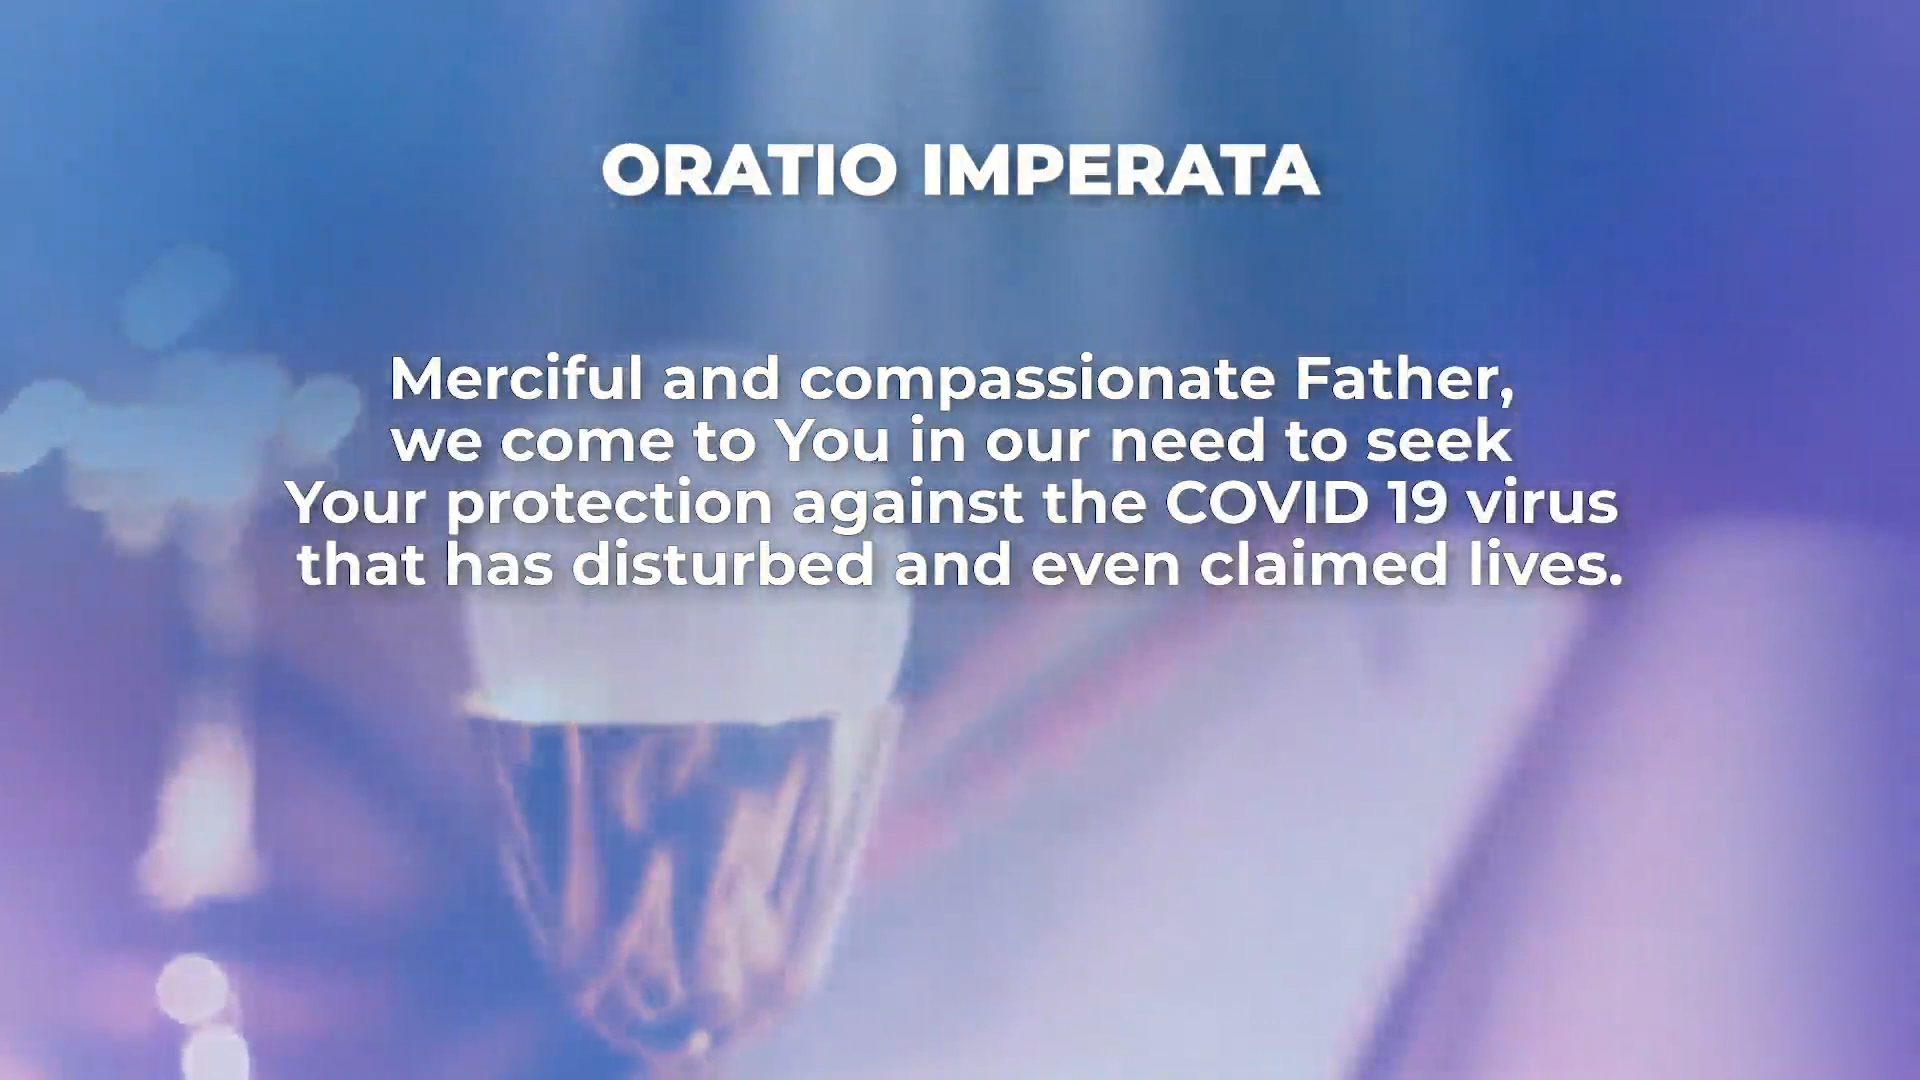 ORATIO IMPERATA
Merciful and compassionate Father,
we come to You in our need to seek
Your protection against the COVID 19 virus
that has disturbed and even claimed lives.